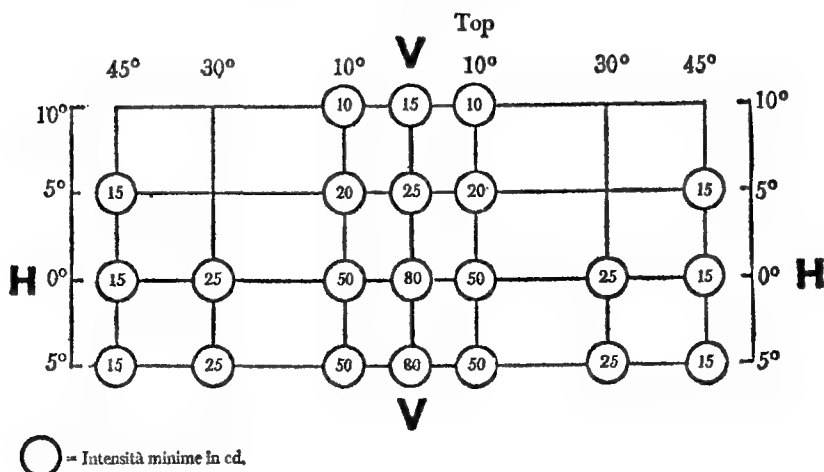 Top
V
45° 30° 10° 10° 30° 45°
10° 10 15 10 10°
5° 15 20 25 20 15 5°
H 0° 15 25 50 80 50 25 15 0° H
5° 15 25 50 80 50 25 15 5°
V
= Intensità minime in cd.